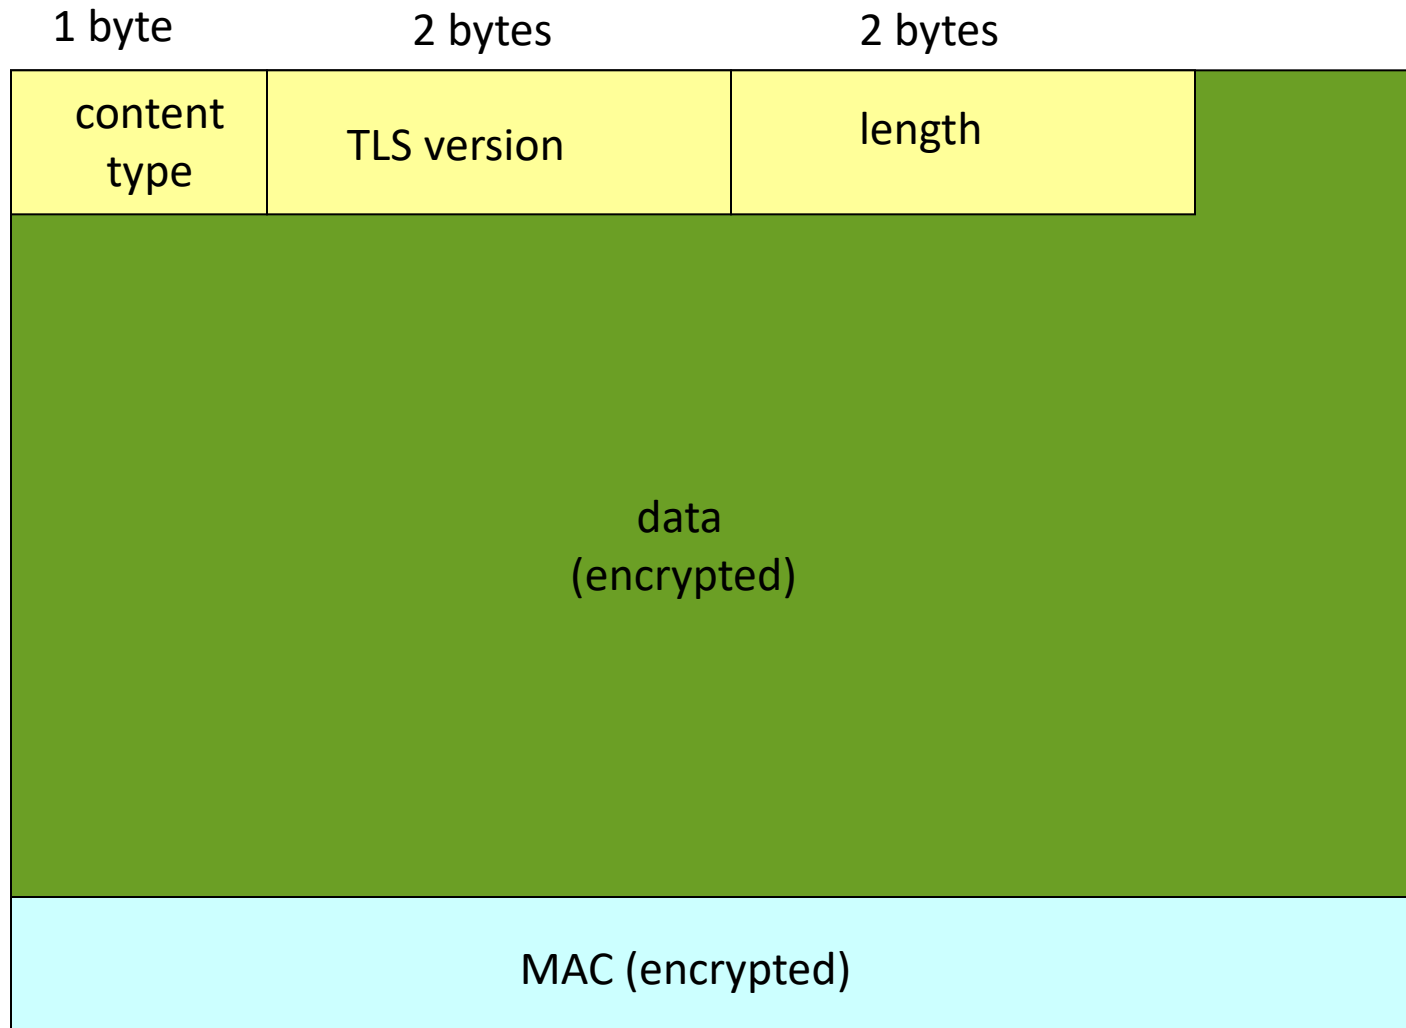 1 byte
2 bytes
2 bytes
content
type
TLS version
length
data
(encrypted)
MAC (encrypted)